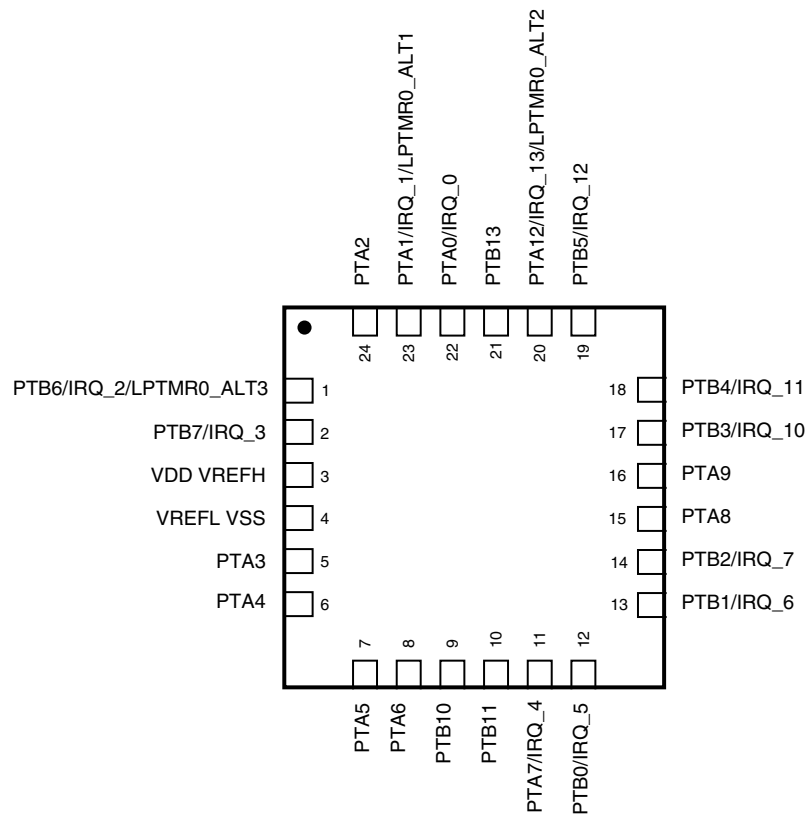 PTA2
PTA1/IRQ_1/LPTMR0_ALT1
PTA0/IRQ_0
PTB13
PTA12/IRQ_13/LPTMR0_ALT2
PTB5/IRQ_12
24
23
22
21
20
19
PTB6/IRQ_2/LPTMR0_ALT3
1
18
PTB4/IRQ_11
PTB7/IRQ_3
2
17
PTB3/IRQ_10
VDD VREFH
3
16
PTA9
VREFL VSS
4
15
PTA8
PTA3
5
14
PTB2/IRQ_7
PTA4
6
13
PTB1/IRQ_6
7
8
9
10
11
12
PTA5
PTA6
PTB10
PTB11
PTA7/IRQ_4
PTB0/IRQ_5